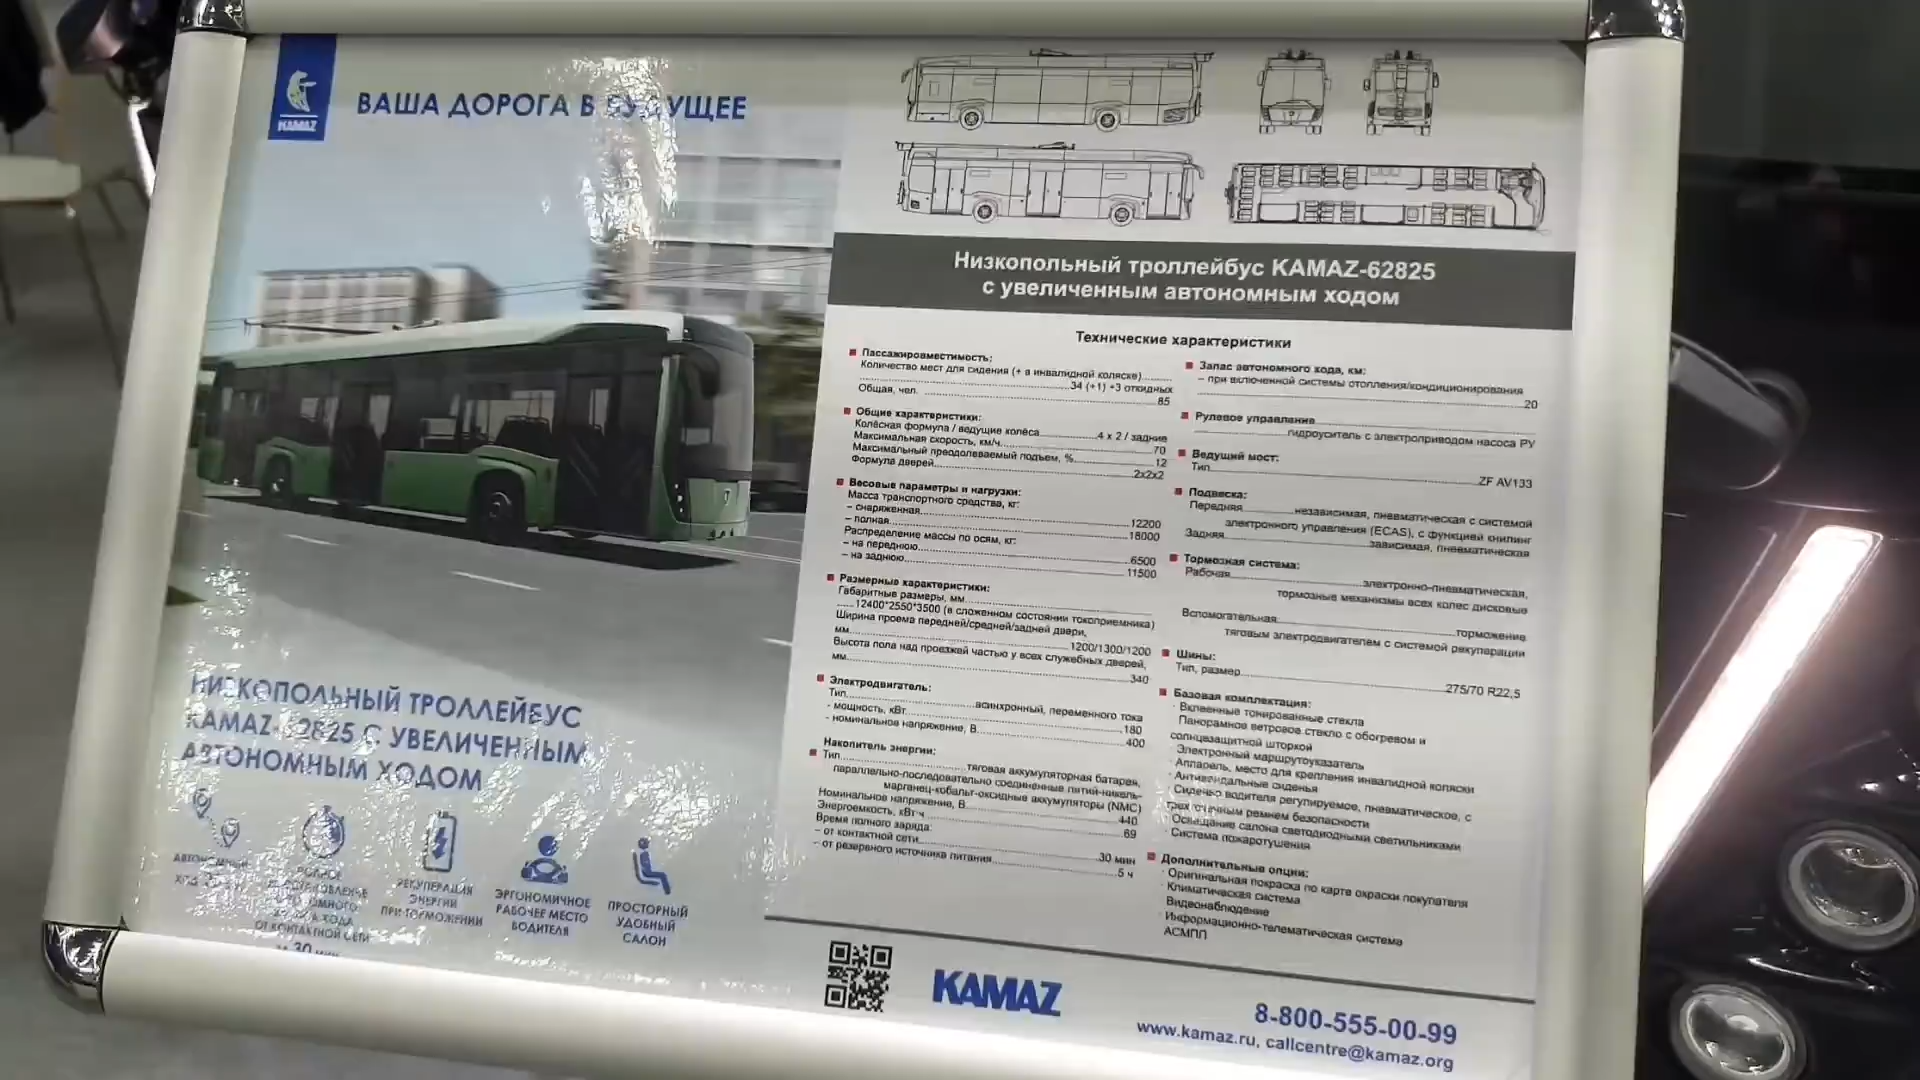 KAMAZ
ВАША ДОРОГА В БУДУЩЕЕ
НИЗКОПОЛЬНЫЙ ТРОЛЛЕЙБУС
KAMAZ-62825 С УВЕЛИЧЕННЫМ
АВТОНОМНЫМ ХОДОМ
РЕКУПЕРАЦИЯ
ЭНЕРГИИ
ПРИ ТОРМОЖЕНИИ
ЭРГОНОМИЧНОЕ
РАБОЧЕЕ МЕСТО
ВОДИТЕЛЯ
ПРОСТОРНЫЙ
УДОБНЫЙ
САЛОН
ОТ КОНТАКТНОЙ СЕТИ
30 мин
Низкопольный троллейбус KAMAZ-62825
с увеличенным автономным ходом
Технические характеристики
Пассажировместимость:
Количество мест для сидения (+ в инвалидной коляске)
34 (+1) +3 откидных
Общая, чел. 85
Общие характеристики:
Колёсная формула / ведущие колёса 4 x 2 / задние
Максимальная скорость, км/ч 70
Максимальный преодолеваемый подъем, % 12
Формула дверей 2x2x2
Весовые параметры и нагрузки:
Масса транспортного средства, кг:
– снаряженная 12200
– полная 18000
Распределение массы по осям, кг:
– на переднюю 6500
– на заднюю 11500
Размерные характеристики:
Габаритные размеры, мм
12400*2550*3500 (в сложенном состоянии токоприемника)
Ширина проема передней/средней/задней двери,
мм 1200/1300/1200
Высота пола над проезжей частью у всех служебных дверей,
мм 340
Электродвигатель:
Тип асинхронный, переменного тока
- мощность, кВт 180
- номинальное напряжение, В 400
Накопитель энергии:
Тип тяговая аккумуляторная батарея,
параллельно-последовательно соединенные литий-никель-
марганец-кобальт-оксидные аккумуляторы (NMC)
Номинальное напряжение, В 440
Энергоемкость, кВт·ч 69
Время полного заряда:
– от контактной сети 30 мин
– от резервного источника питания 5 ч
Запас автономного хода, км:
– при включенной системы отопления/кондиционирования
20
Рулевое управление
гидроуситель с электроприводом насоса РУ
Ведущий мост:
Тип ZF AV133
Подвеска:
Передняя независимая, пневматическая с системой
электронного управления (ECAS), с функцией книлинг
Задняя зависимая, пневматическая
Тормозная система:
Рабочая электронно-пневматическая,
тормозные механизмы всех колес дисковые
Вспомогательная торможение
тяговым электродвигателем с системой рекуперации
Шины:
Тип, размер 275/70 R22,5
Базовая комплектация:
· Вклеенные тонированные стекла
· Панорамное ветровое стекло с обогревом и
солнцезащитной шторкой
· Электронный маршрутоуказатель
· Аппарель, место для крепления инвалидной коляски
· Антивандальные сиденья
· Сиденье водителя регулируемое, пневматическое, с
трехточечным ремнем безопасности
· Освещение салона светодиодными светильниками
· Система пожаротушения
Дополнительные опции:
· Оригинальная покраска по карте окраски покупателя
· Климатическая система
Видеонаблюдение
· Информационно-телематическая система
АСМПП
KAMAZ
8-800-555-00-99
www.kamaz.ru, callcentre@kamaz.org